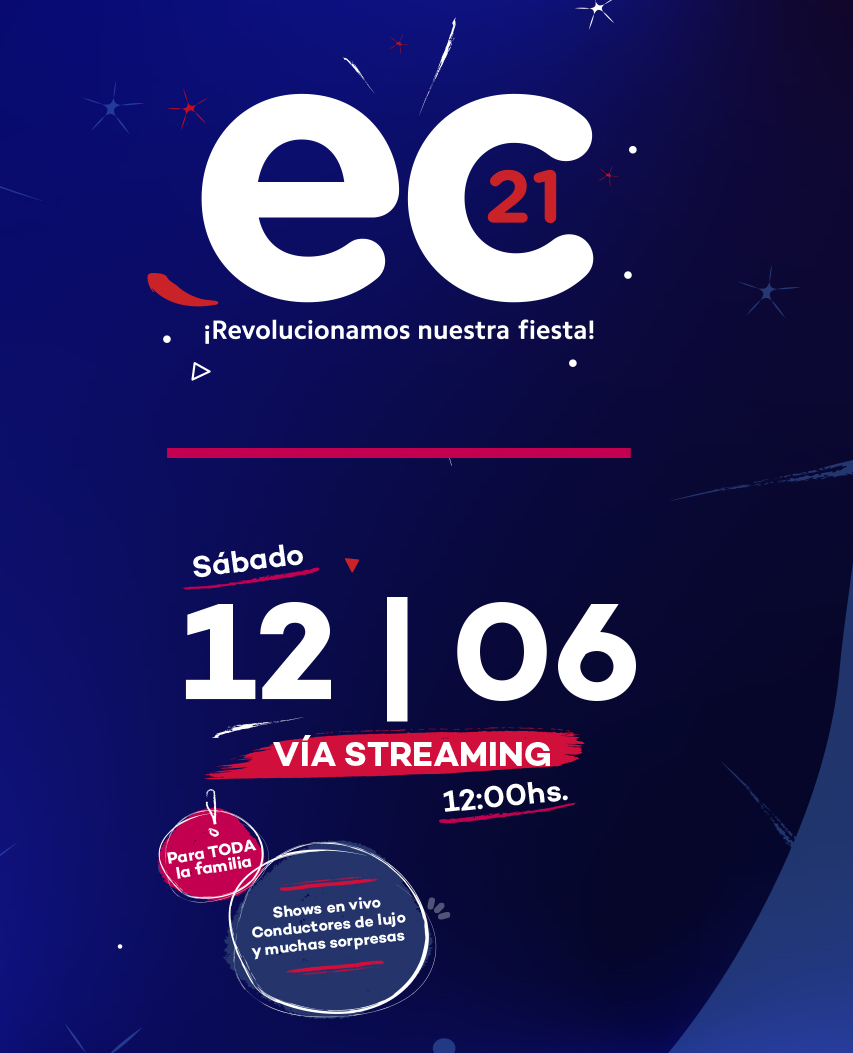 ec
21
¡Revolucionamos nuestra fiesta!
Sábado
12 | 06
VÍA STREAMING
12:00hs.
Para TODA
la familia
Shows en vivo
Conductores de lujo
y muchas sorpresas